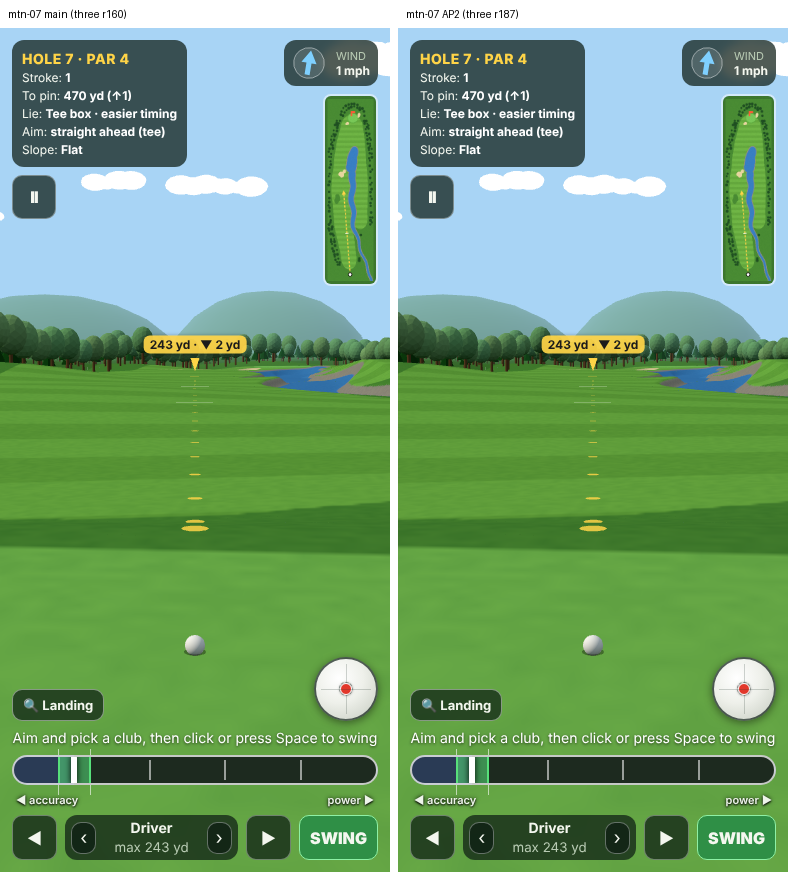 mtn-07 main (three r160)
HOLE 7 · PAR 4
Stroke: 1
To pin: 470 yd (↑1)
Lie: Tee box · easier timing
Aim: straight ahead (tee)
Slope: Flat
WIND
1 mph
243 yd · ▼ 2 yd
🔍 Landing
Aim and pick a club, then click or press Space to swing
◀ accuracy
power ▶
◀
‹
Driver
max 243 yd
›
▶
SWING
mtn-07 AP2 (three r187)
HOLE 7 · PAR 4
Stroke: 1
To pin: 470 yd (↑1)
Lie: Tee box · easier timing
Aim: straight ahead (tee)
Slope: Flat
WIND
1 mph
243 yd · ▼ 2 yd
🔍 Landing
Aim and pick a club, then click or press Space to swing
◀ accuracy
power ▶
◀
‹
Driver
max 243 yd
›
▶
SWING